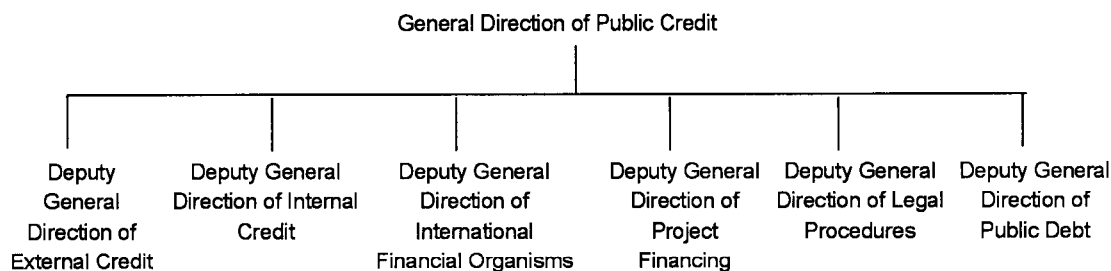 General Direction of Public Credit
Deputy
General
Direction of
External Credit
Deputy General
Direction of Internal
Credit
Deputy General
Direction of
International
Financial Organisms
Deputy General
Direction of
Project
Financing
Deputy General
Direction of Legal
Procedures
Deputy General
Direction of
Public Debt